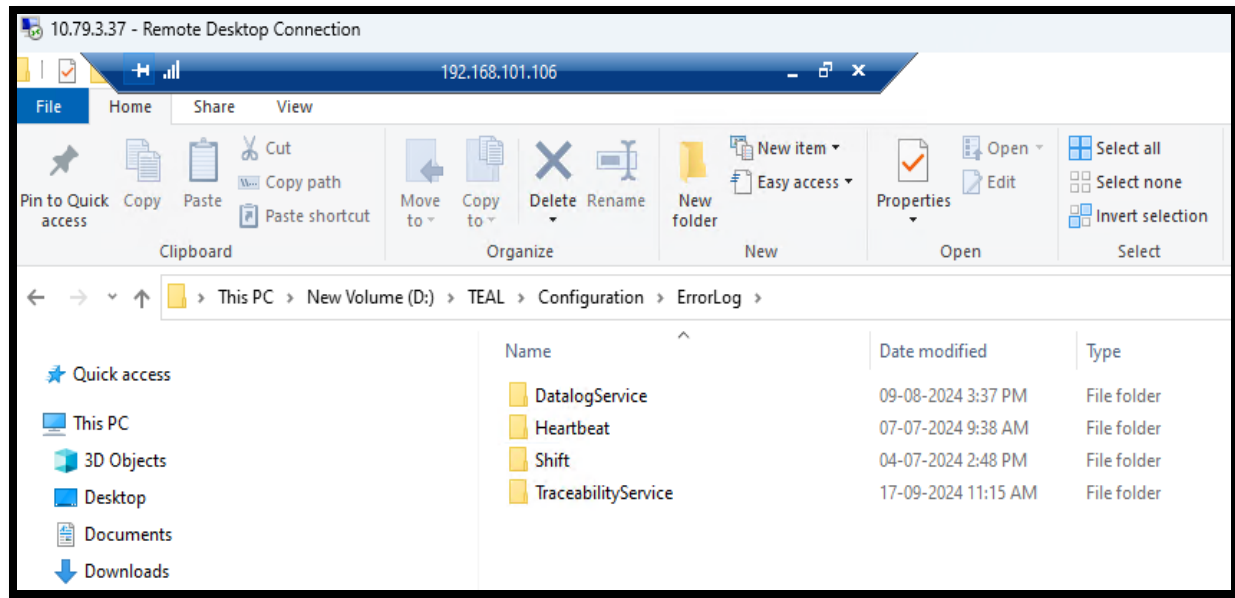 10.79.3.37 - Remote Desktop Connection
192.168.101.106
File Home Share View
Pin to Quick access
Copy
Paste
Cut
Copy path
Paste shortcut
Clipboard
Move to
Copy to
Delete
Rename
Organize
New folder
New item
Easy access
New
Properties
Open
Edit
Open
Select all
Select none
Invert selection
Select
This PC > New Volume (D:) > TEAL > Configuration > ErrorLog >
Quick access
This PC
3D Objects
Desktop
Documents
Downloads
Name Date modified Type
DatalogService 09-08-2024 3:37 PM File folder
Heartbeat 07-07-2024 9:38 AM File folder
Shift 04-07-2024 2:48 PM File folder
TraceabilityService 17-09-2024 11:15 AM File folder